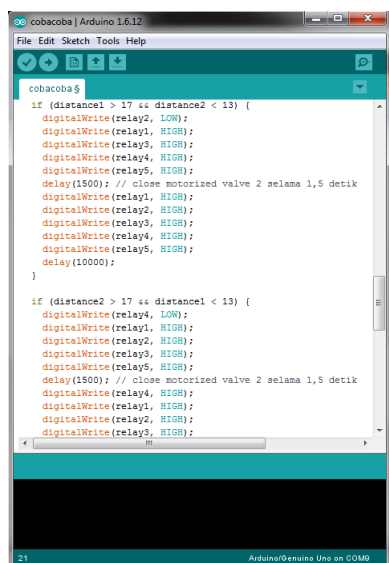 cobacoba | Arduino 1.6.12
File Edit Sketch Tools Help
cobacoba §
if (distance1 > 17 && distance2 < 13) {
digitalWrite(relay2, LOW);
digitalWrite(relay1, HIGH);
digitalWrite(relay3, HIGH);
digitalWrite(relay4, HIGH);
digitalWrite(relay5, HIGH);
delay(1500); // close motorized valve 2 selama 1,5 detik
digitalWrite(relay1, HIGH);
digitalWrite(relay2, HIGH);
digitalWrite(relay3, HIGH);
digitalWrite(relay4, HIGH);
digitalWrite(relay5, HIGH);
delay(10000);
}
if (distance2 > 17 && distance1 < 13) {
digitalWrite(relay4, LOW);
digitalWrite(relay1, HIGH);
digitalWrite(relay2, HIGH);
digitalWrite(relay3, HIGH);
digitalWrite(relay5, HIGH);
delay(1500); // close motorized valve 2 selama 1,5 detik
digitalWrite(relay4, HIGH);
digitalWrite(relay1, HIGH);
digitalWrite(relay2, HIGH);
digitalWrite(relay3, HIGH);
21
Arduino/Genuino Uno on COM9